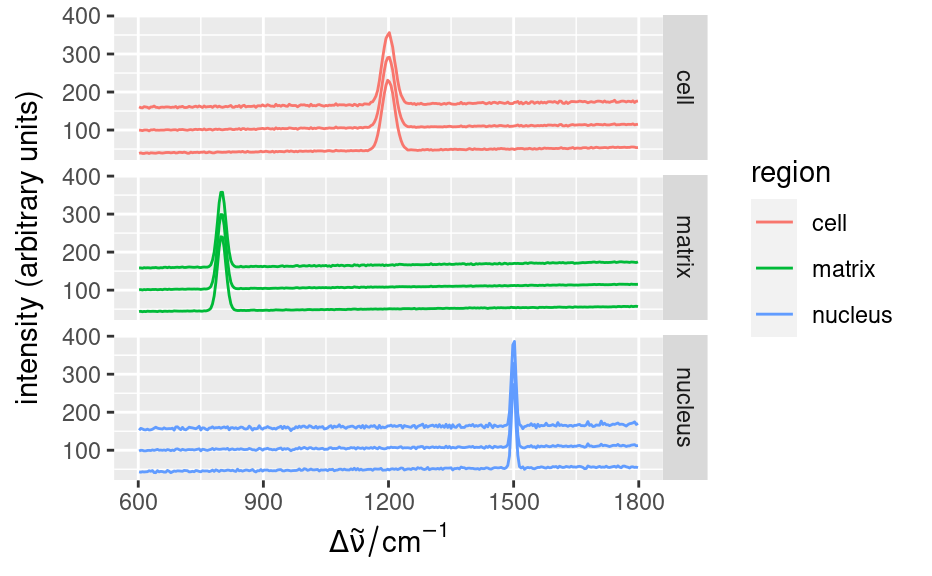 intensity (arbitrary units)
400
300
200
100
cell
400
300
200
100
matrix
400
300
200
100
nucleus
600 900 1200 1500 1800
Δν̃/cm⁻¹
region
cell
matrix
nucleus